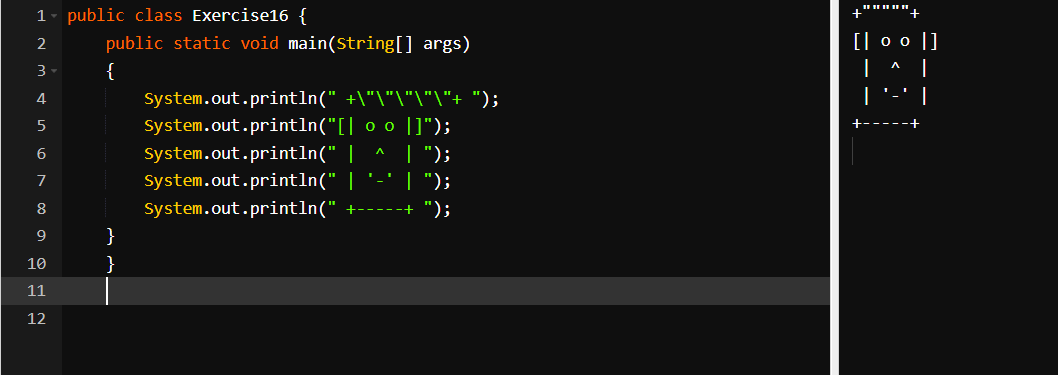 1 public class Exercise16 {
2     public static void main(String[] args)
3     {
4         System.out.println(" +\"\"\"\"\"+ ");
5         System.out.println("[| o o |]");
6         System.out.println(" |  ^  | ");
7         System.out.println(" | '-' | ");
8         System.out.println(" +-----+ ");
9     }
10     }
11
12
+"""""+
[| o o |]
 |  ^  |
 | '-' |
+-----+